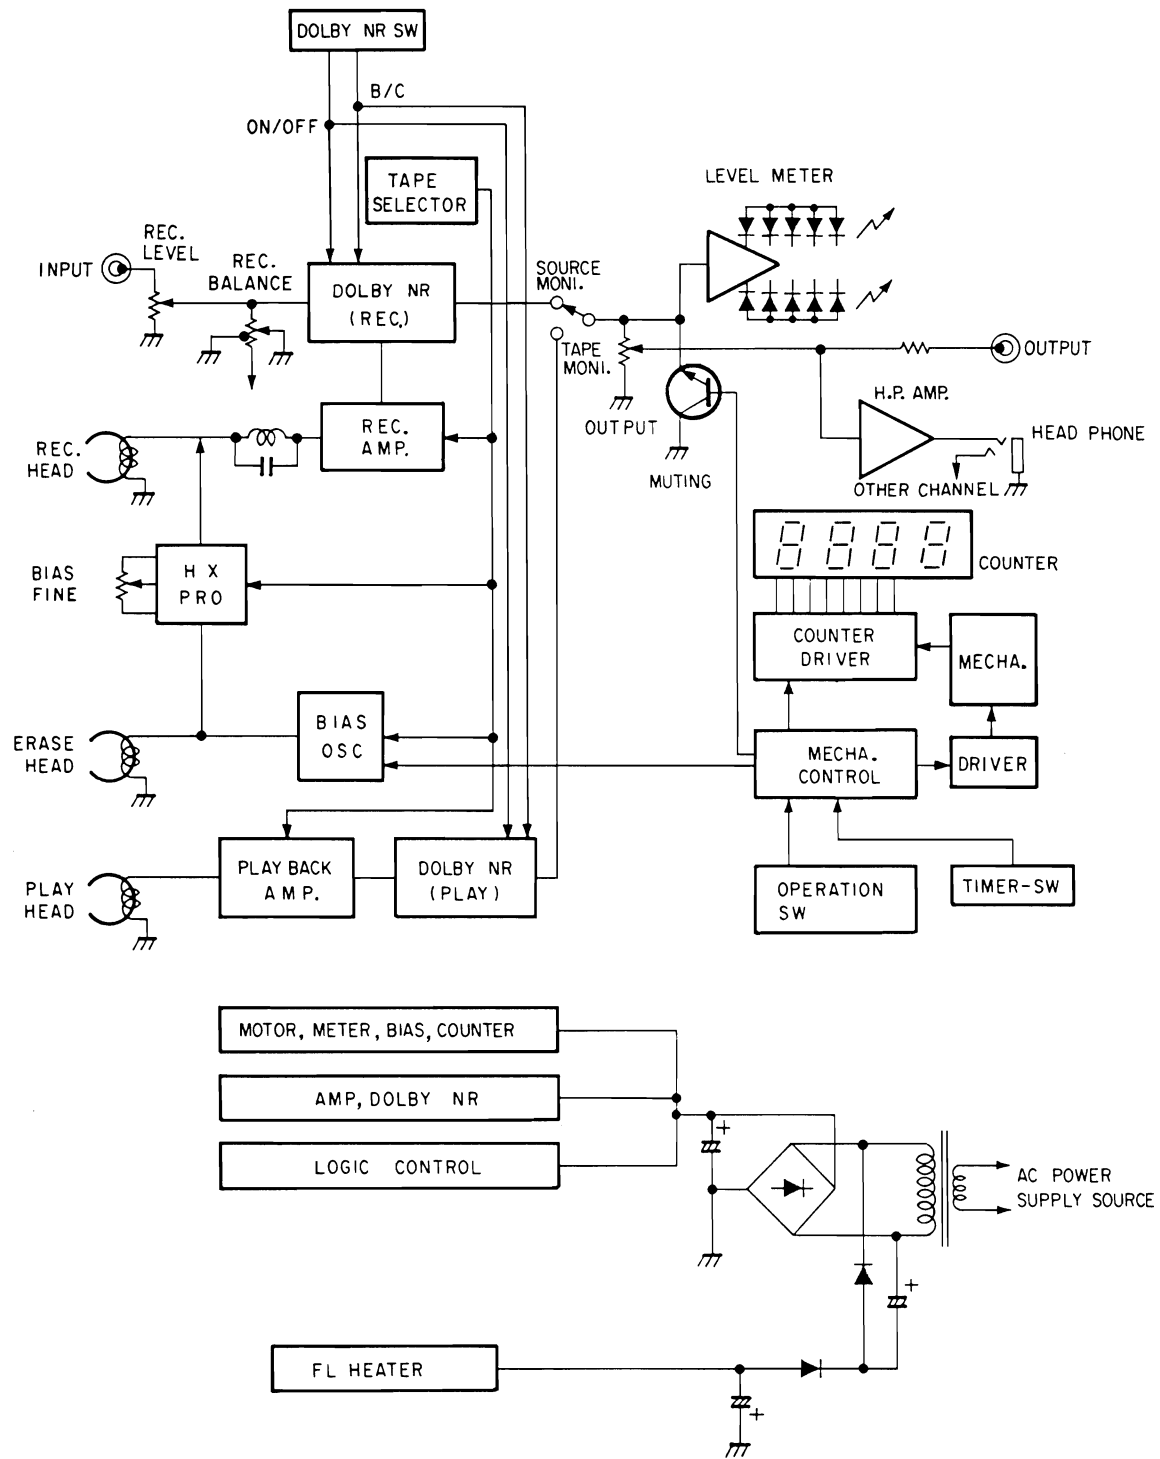 DOLBY NR SW
B/C
ON/OFF
TAPE
SELECTOR
LEVEL METER
REC.
LEVEL
INPUT
REC.
BALANCE
DOLBY NR
(REC.)
SOURCE
MONI.
TAPE
MONI.
OUTPUT
OUTPUT
H.P. AMP.
HEAD PHONE
OTHER CHANNEL
MUTING
REC.
HEAD
REC.
AMP.
BIAS
FINE
HX
PRO
COUNTER
COUNTER
DRIVER
MECHA.
ERASE
HEAD
BIAS
OSC
MECHA.
CONTROL
DRIVER
PLAY
HEAD
PLAYBACK
AMP.
DOLBY NR
(PLAY)
OPERATION
SW
TIMER-SW
MOTOR, METER, BIAS, COUNTER
AMP, DOLBY NR
LOGIC CONTROL
+
AC POWER
SUPPLY SOURCE
+
FL HEATER
+